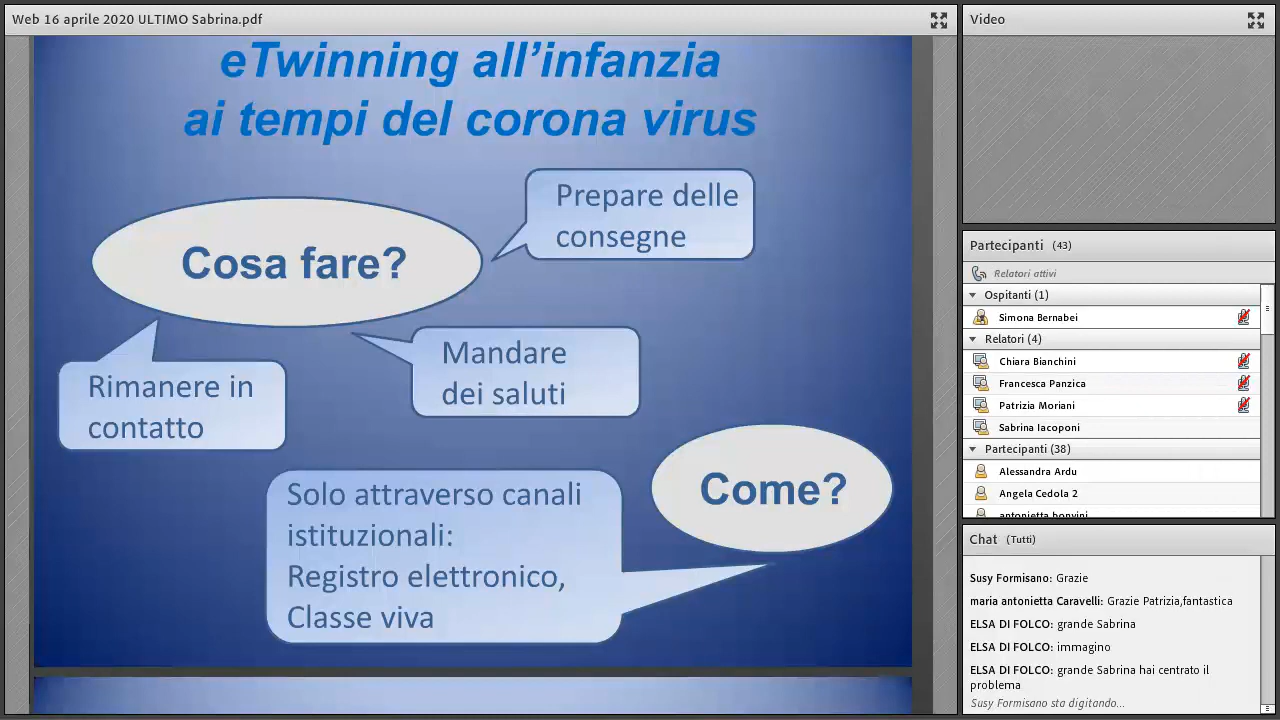 Web 16 aprile 2020 ULTIMO Sabrina.pdf
eTwinning all'infanzia
ai tempi del corona virus
Prepare delle
consegne
Cosa fare?
Mandare
dei saluti
Rimanere in
contatto
Come?
Solo attraverso canali
istituzionali:
Registro elettronico,
Classe viva
Video
Partecipanti (43)
Relatori attivi
Ospitanti (1)
Simona Bernabei
Relatori (4)
Chiara Bianchini
Francesca Panzica
Patrizia Moriani
Sabrina Iacoponi
Partecipanti (38)
Alessandra Ardu
Angela Cedola 2
antonietta bonvini
Chat (Tutti)
Susy Formisano: Grazie
maria antonietta Caravelli: Grazie Patrizia,fantastica
ELSA DI FOLCO: grande Sabrina
ELSA DI FOLCO: immagino
ELSA DI FOLCO: grande Sabrina hai centrato il
problema
Susy Formisano sta digitando...